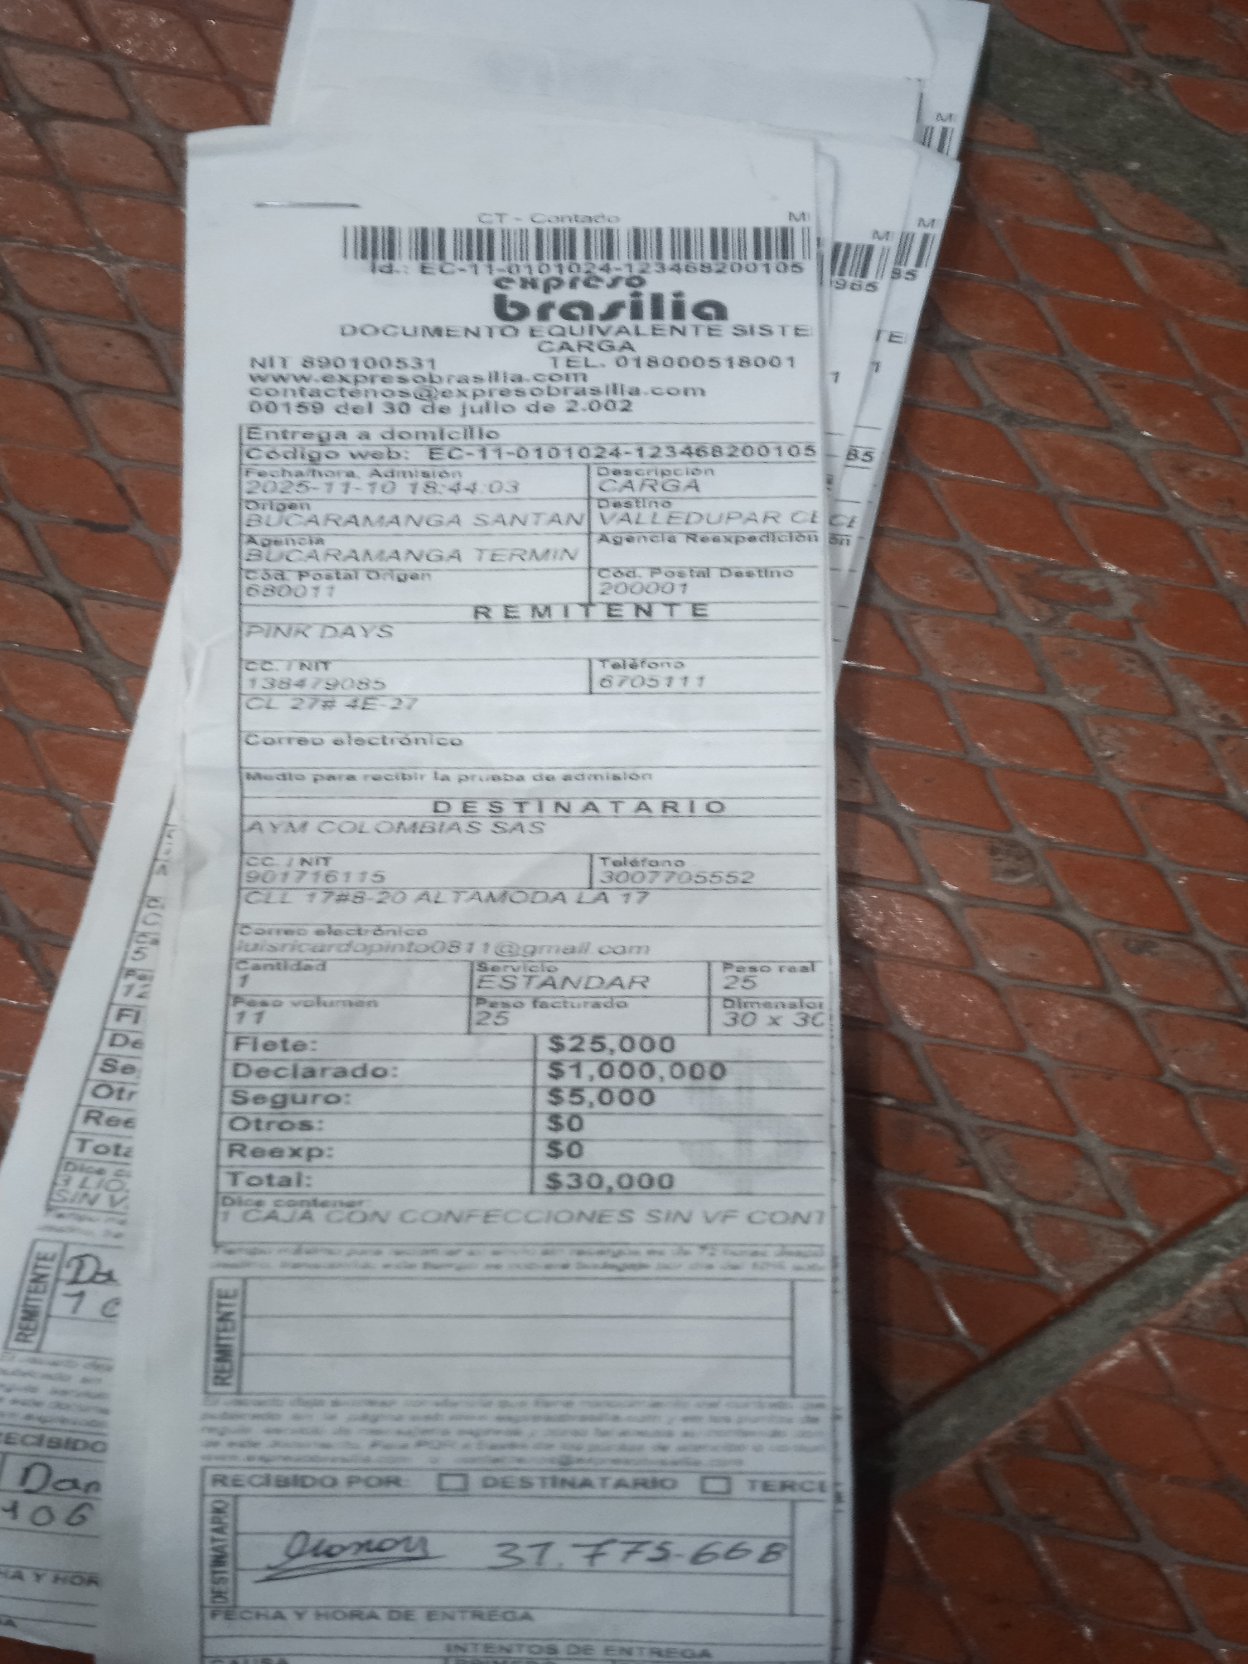 CT - Contado
Id.: EC-11-0101024-123468200105
expreso
brasilia
DOCUMENTO EQUIVALENTE SISTE
CARGA
NIT 890100531 TEL. 018000518001
www.expresobrasilia.com
contactenos@expresobrasilia.com
00159 del 30 de julio de 2.002
Entrega a domicilio
Código web: EC-11-0101024-123468200105
Fecha/hora. Admisión Descripción
2025-11-10 18:44:03 CARGA
Origen Destino
BUCARAMANGA SANTAN VALLEDUPAR CE
Agencia Agencia Reexpedición
BUCARAMANGA TERMIN
Cód. Postal Origen Cód. Postal Destino
680011 200001
REMITENTE
PINK DAYS
CC. / NIT Teléfono
138479085 6705111
CL 27# 4E-27
Correo electrónico
Medio para recibir la prueba de admisión
DESTINATARIO
AYM COLOMBIAS SAS
CC. / NIT Teléfono
901716115 3007705552
CLL 17#8-20 ALTAMODA LA 17
Correo electrónico
luisricardopinto0811@gmail.com
Cantidad Servicio Peso real
1 ESTANDAR 25
Peso volumen Peso facturado Dimension
11 25 30 x 30
Flete: $25,000
Declarado: $1,000,000
Seguro: $5,000
Otros: $0
Reexp: $0
Total: $30,000
Dice contener:
1 CAJA CON CONFECCIONES SIN VF CONT
REMITENTE
RECIBIDO POR: DESTINATARIO TERCE
DESTINATARIO
37.775-668
FECHA Y HORA DE ENTREGA
INTENTOS DE ENTREGA
CAUSA